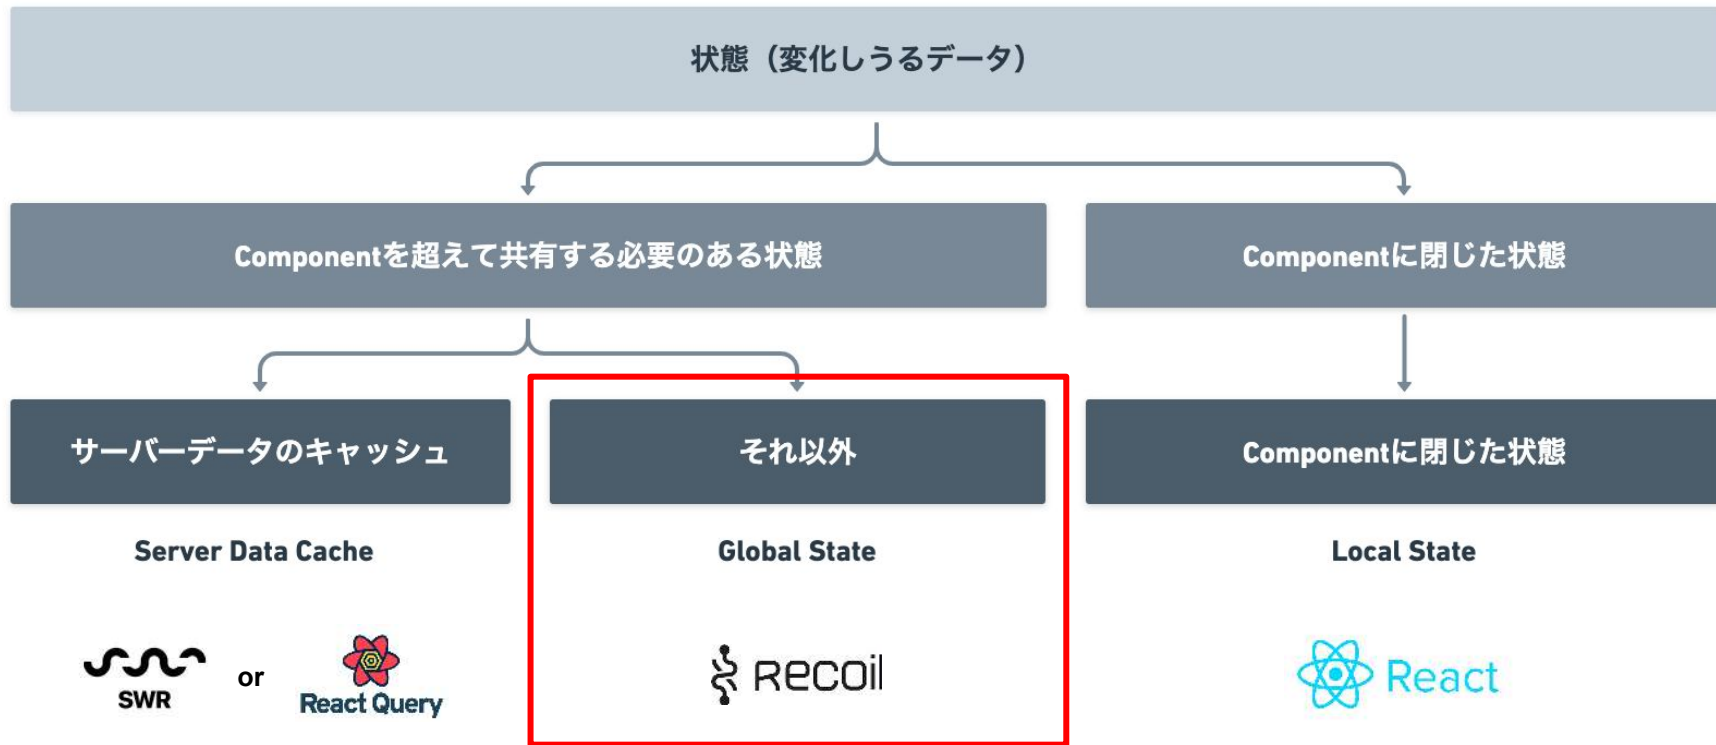 状態（変化しうるデータ）
Componentを超えて共有する必要のある状態
Componentに閉じた状態
サーバーデータのキャッシュ
それ以外
Componentに閉じた状態
Server Data Cache
Global State
Local State
SWR
or
React Query
Recoil
React